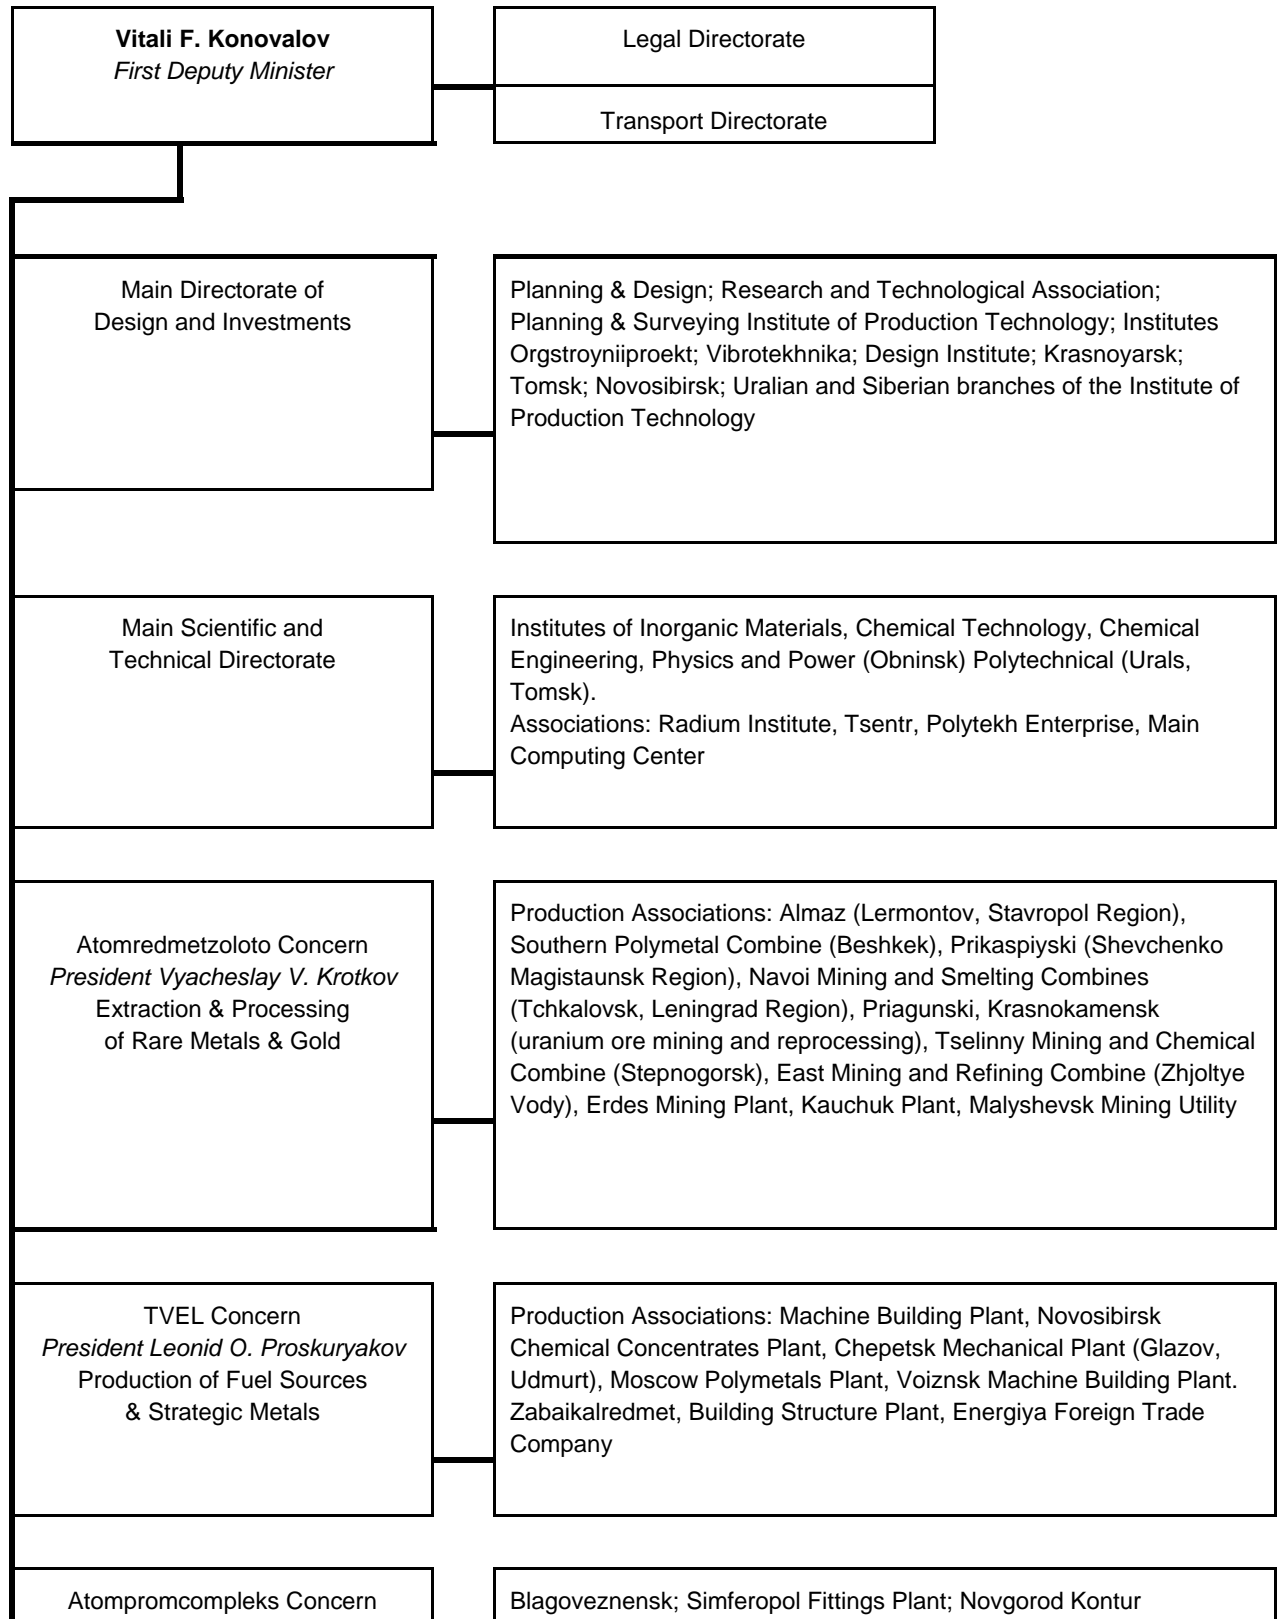 Vitali F. Konovalov
First Deputy Minister
Legal Directorate
Transport Directorate
Main Directorate of
Design and Investments
Planning & Design; Research and Technological Association;
Planning & Surveying Institute of Production Technology; Institutes
Orgstroyniiproekt; Vibrotekhnika; Design Institute; Krasnoyarsk;
Tomsk; Novosibirsk; Uralian and Siberian branches of the Institute of
Production Technology
Main Scientific and
Technical Directorate
Institutes of Inorganic Materials, Chemical Technology, Chemical
Engineering, Physics and Power (Obninsk) Polytechnical (Urals,
Tomsk).
Associations: Radium Institute, Tsentr, Polytekh Enterprise, Main
Computing Center
Atomredmetzoloto Concern
President Vyacheslay V. Krotkov
Extraction & Processing
of Rare Metals & Gold
Production Associations: Almaz (Lermontov, Stavropol Region),
Southern Polymetal Combine (Beshkek), Prikaspiyski (Shevchenko
Magistaunsk Region), Navoi Mining and Smelting Combines
(Tchkalovsk, Leningrad Region), Priagunski, Krasnokamensk
(uranium ore mining and reprocessing), Tselinny Mining and Chemical
Combine (Stepnogorsk), East Mining and Refining Combine (Zhjoltye
Vody), Erdes Mining Plant, Kauchuk Plant, Malyshevsk Mining Utility
TVEL Concern
President Leonid O. Proskuryakov
Production of Fuel Sources
& Strategic Metals
Production Associations: Machine Building Plant, Novosibirsk
Chemical Concentrates Plant, Chepetsk Mechanical Plant (Glazov,
Udmurt), Moscow Polymetals Plant, Voiznsk Machine Building Plant.
Zabaikalredmet, Building Structure Plant, Energiya Foreign Trade
Company
Atompromcompleks Concern
Blagoveznensk; Simferopol Fittings Plant; Novgorod Kontur